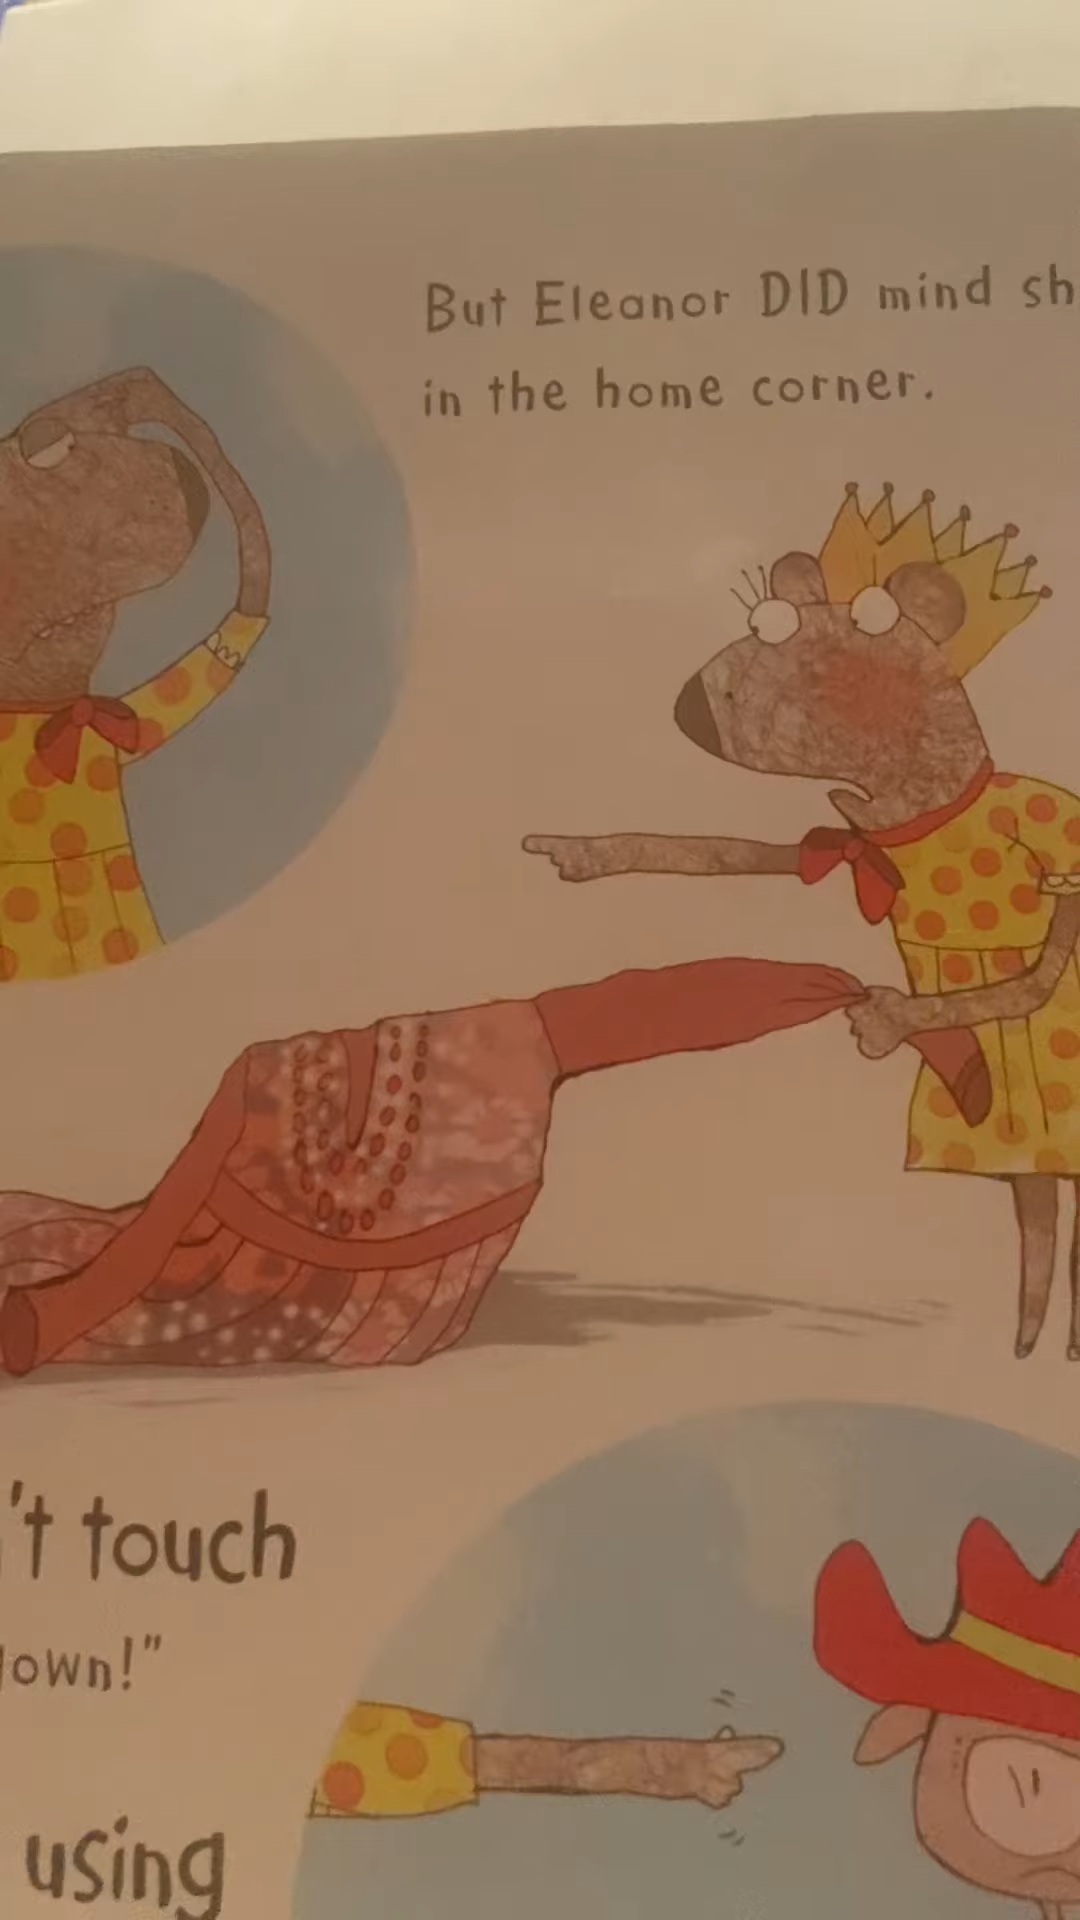 But Eleanor DID mind sh
in the home corner.
't touch
own!"
using